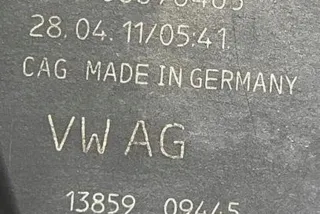 28.04.11/05:41.
CAG MADE IN GERMANY
VW AG
13859 09445